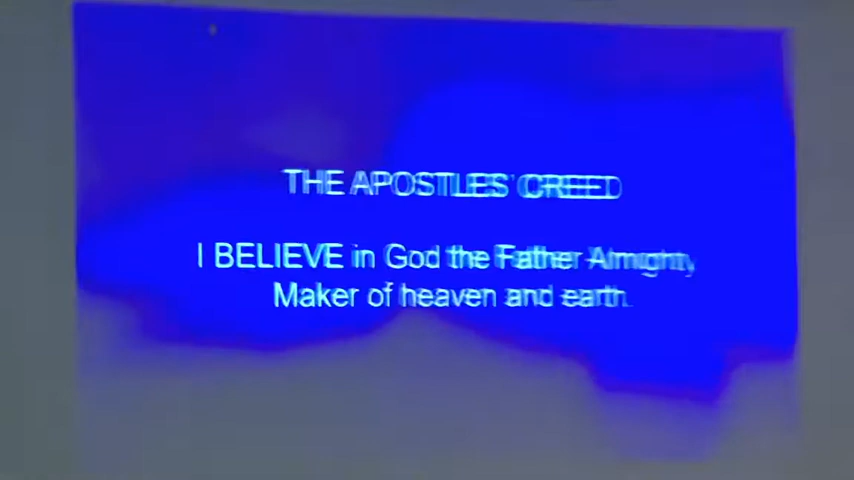 THE APOSTLES' CREED
I BELIEVE in God the Father Almighty
Maker of heaven and earth.